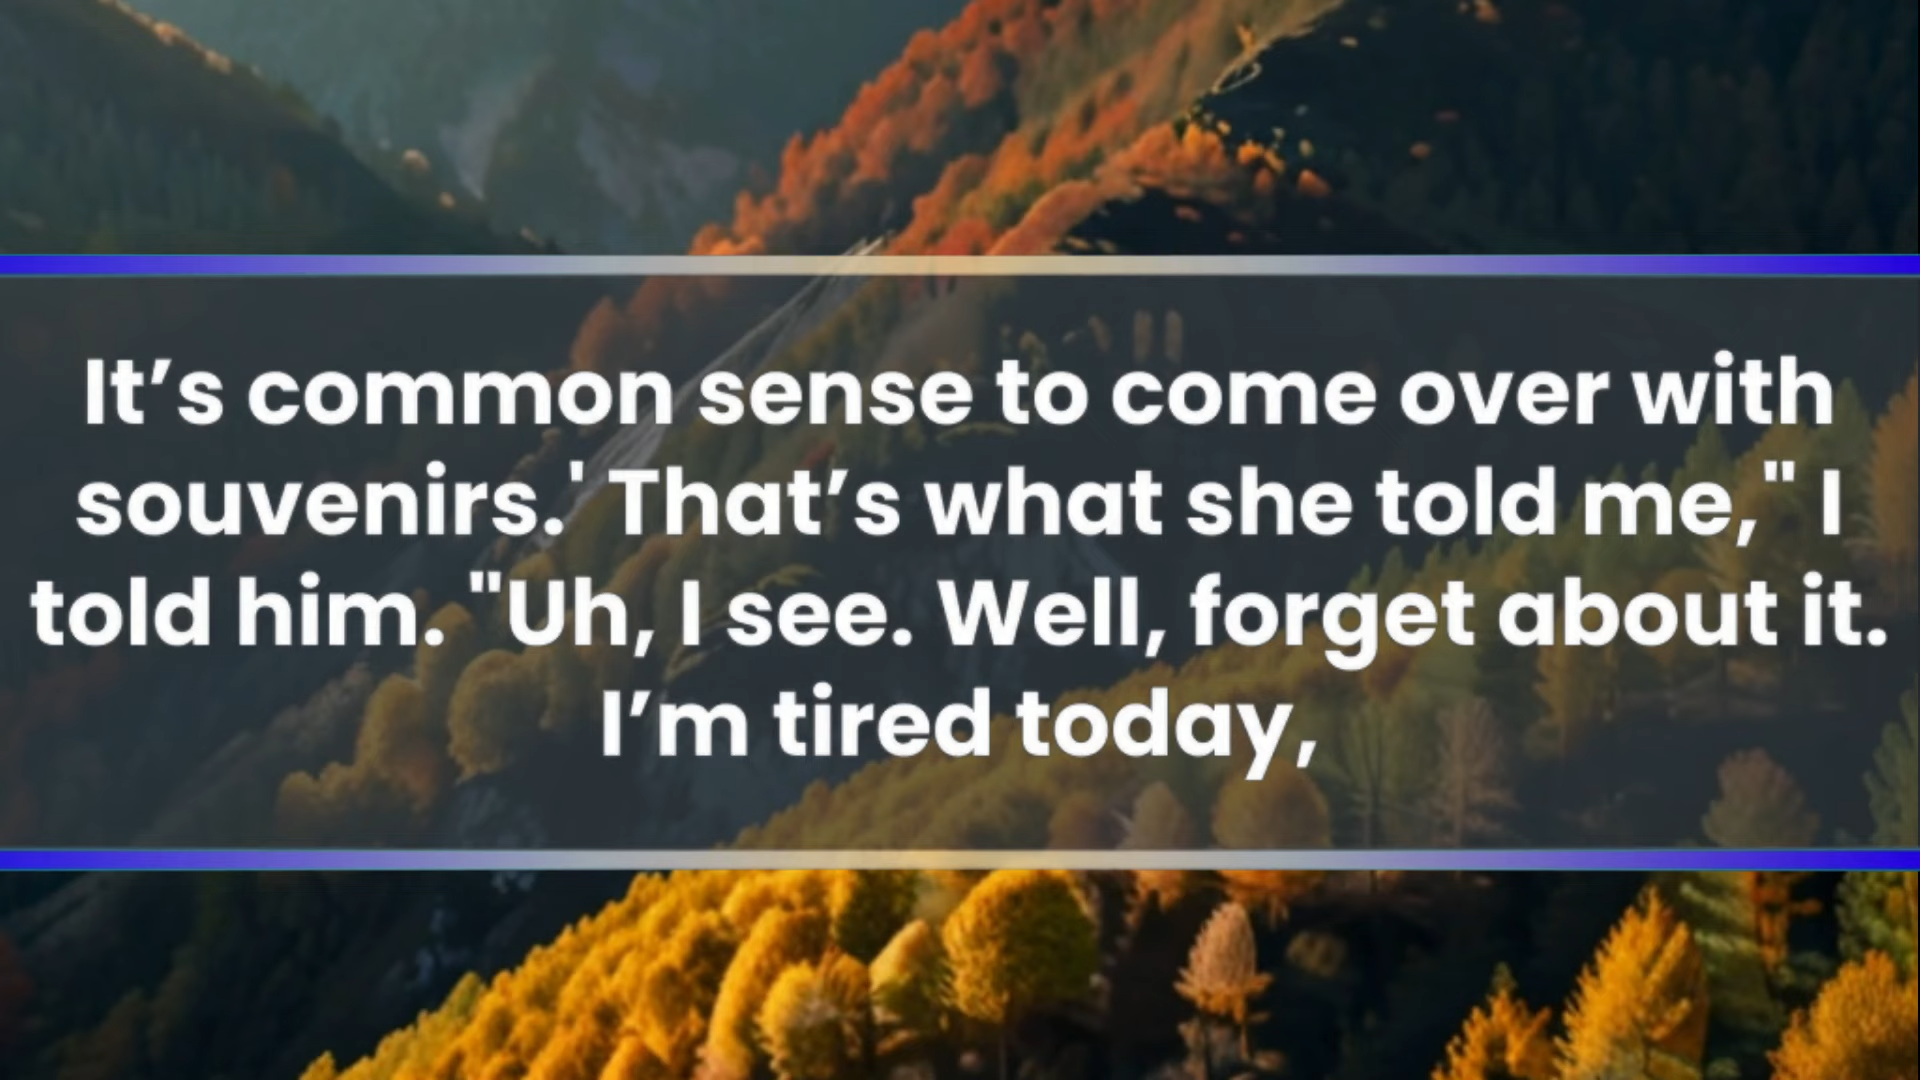 It’s common sense to come over with
souvenirs.' That’s what she told me," I
told him. "Uh, I see. Well, forget about it.
I’m tired today,